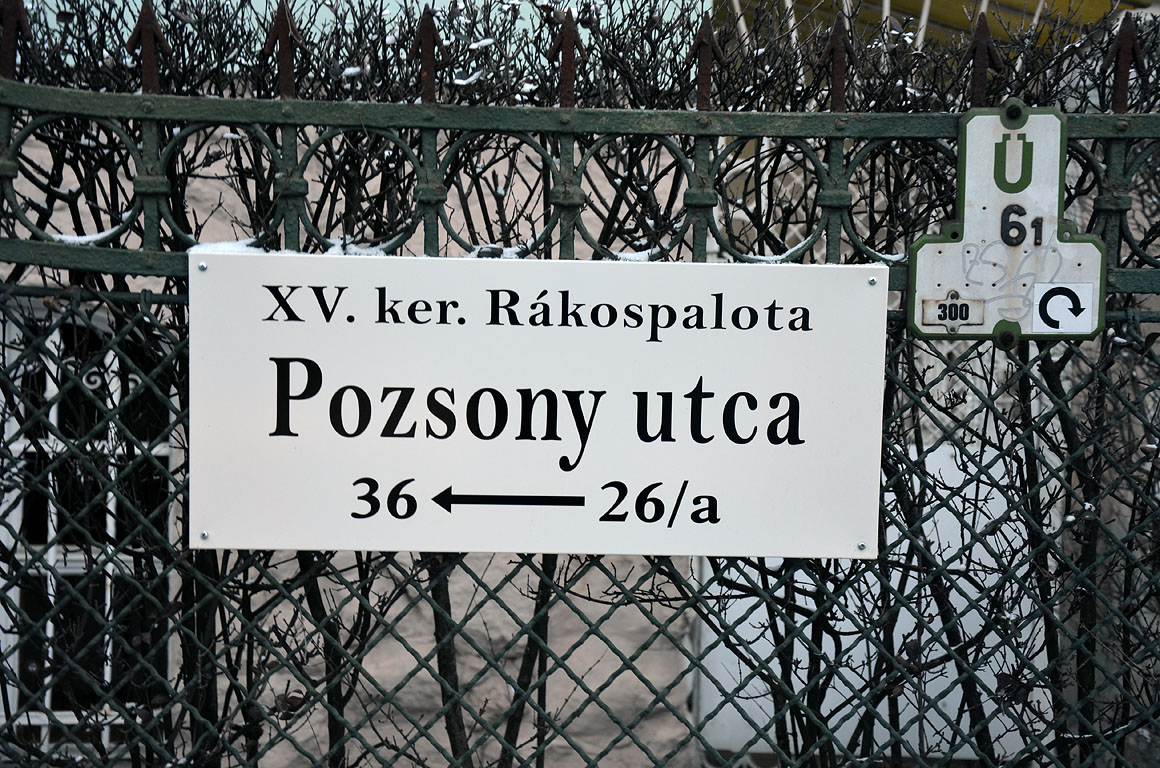 XV. ker. Rákospalota
Pozsony utca
36 26/a
Ü
61
300